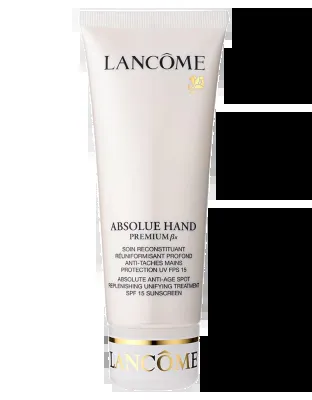 LANCÔME
ABSOLUE HAND
PREMIUM βx
SOIN RECONSTITUANT
RÉUNIFORMISANT PROFOND
ANTI-TACHES MAINS
PROTECTION UV FPS 15
ABSOLUTE ANTI-AGE SPOT
REPLENISHING UNIFYING TREATMENT
SPF 15 SUNSCREEN
LANCÔME